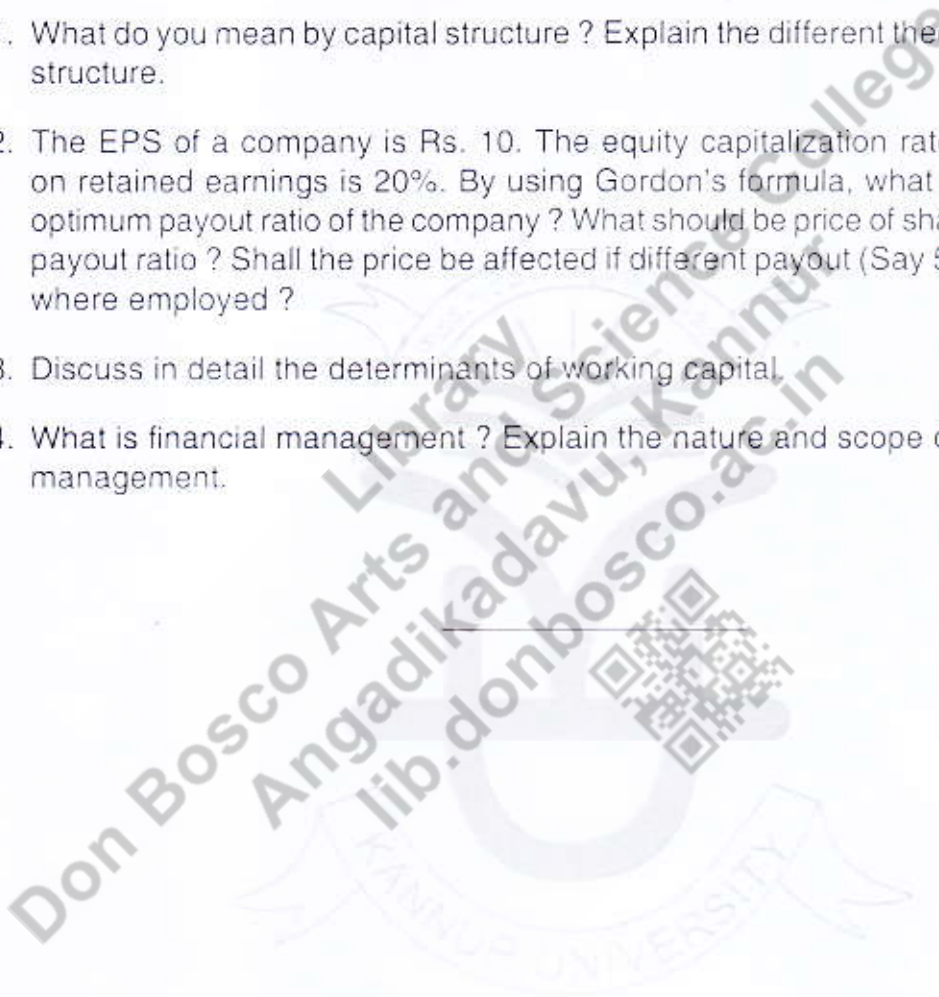 . What do you mean by capital structure ? Explain the different the
structure.
2. The EPS of a company is Rs. 10. The equity capitalization rat
on retained earnings is 20%. By using Gordon's formula, what
optimum payout ratio of the company ? What should be price of sh
payout ratio ? Shall the price be affected if different payout (Say
where employed ?
3. Discuss in detail the determinants of working capital.
4. What is financial management ? Explain the nature and scope
management.
Don Bosco Arts and Science College
Library
Angadikadavu, Kannur
lib.donbosco.ac.in
KANNUR UNIVERSITY